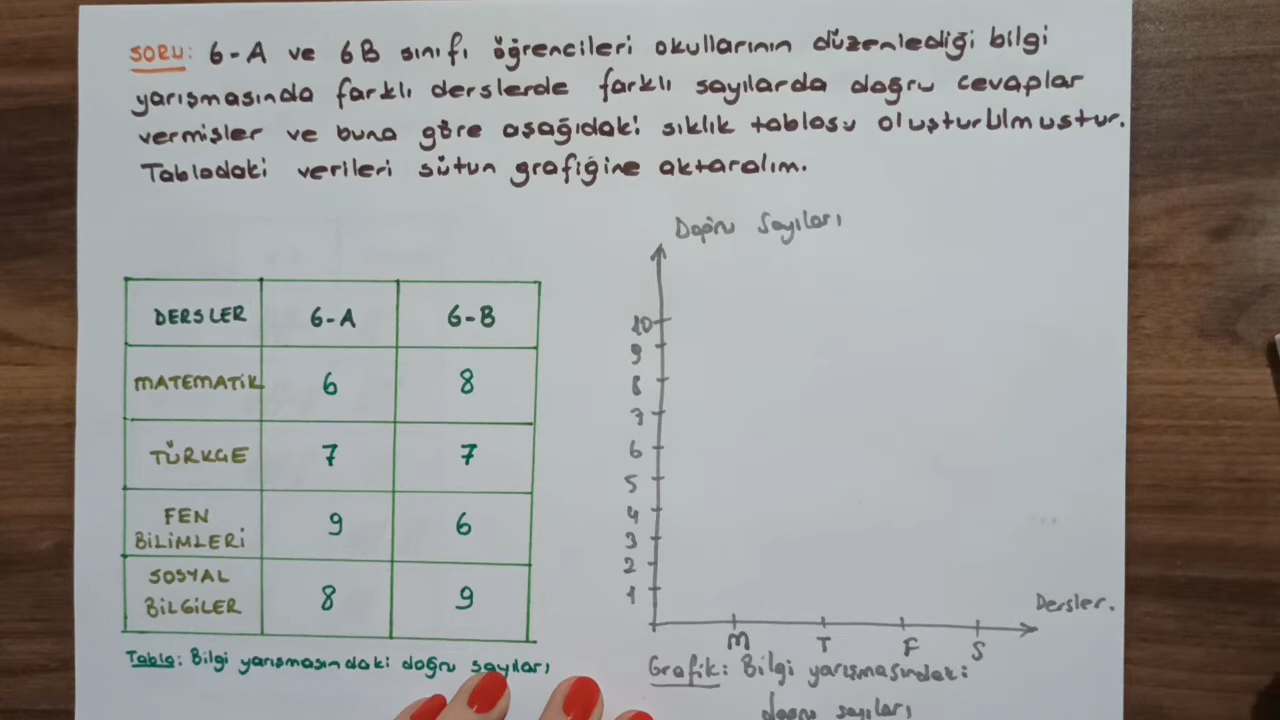 SORU: 6-A ve 6B sınıfı öğrencileri okullarının düzenlediği bilgi
yarışmasında farklı derslerde farklı sayılarda doğru cevaplar
vermişler ve buna göre aşağıdaki sıklık tablosu oluşturulmuştur.
Tablodaki verileri sütun grafiğine aktaralım.
DERSLER 6-A 6-B
MATEMATİK 6 8
TÜRKÇE 7 7
FEN BİLİMLERİ 9 6
SOSYAL BİLGİLER 8 9
Tablo: Bilgi yarışmasındaki doğru sayıları
Doğru Sayıları
10
9
8
7
6
5
4
3
2
1
Dersler.
M T F S
Grafik: Bilgi yarışmasındaki
doğru sayıları